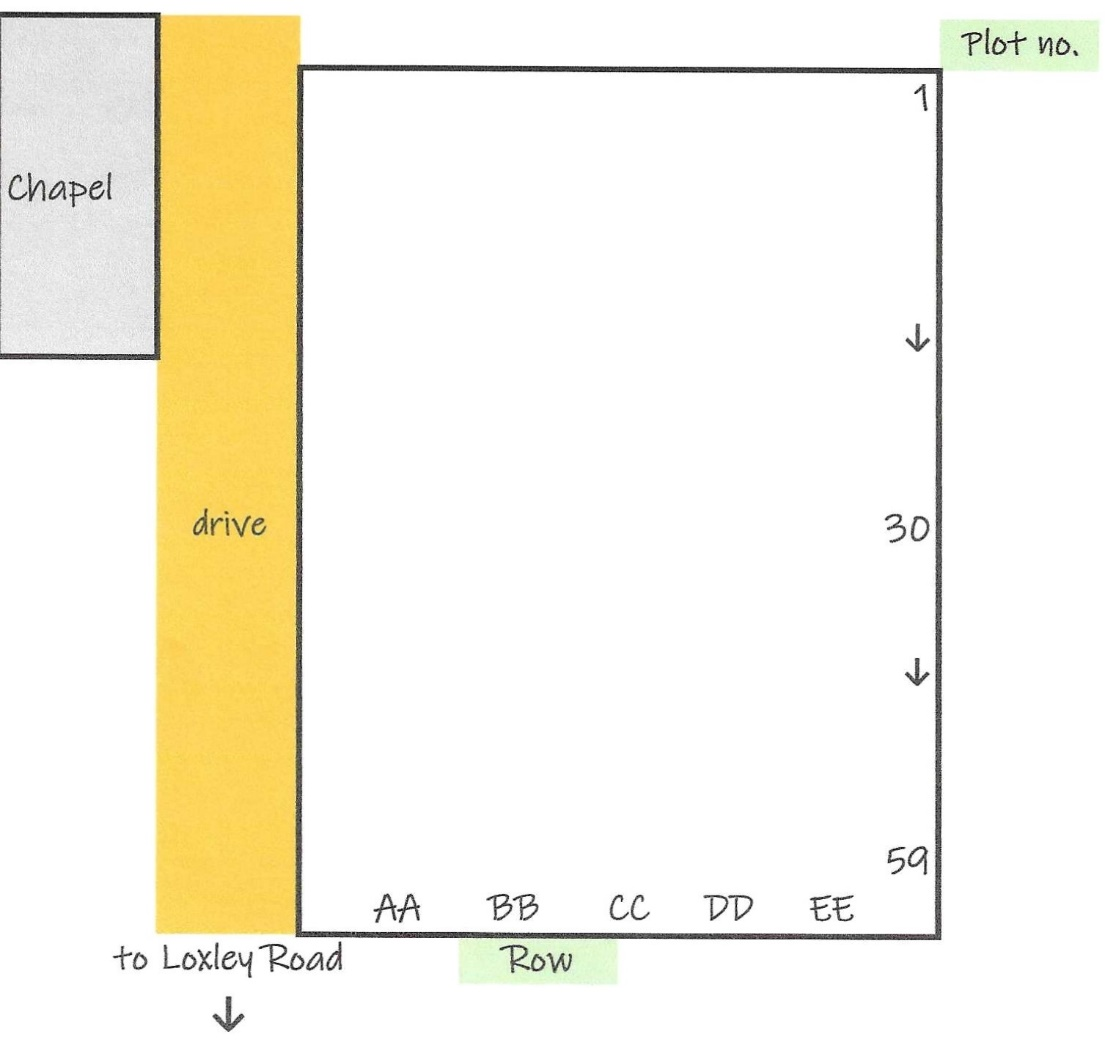 Plot no.
1
Chapel
↓
drive
30
↓
59
AA BB CC DD EE
to Loxley Road
Row
↓